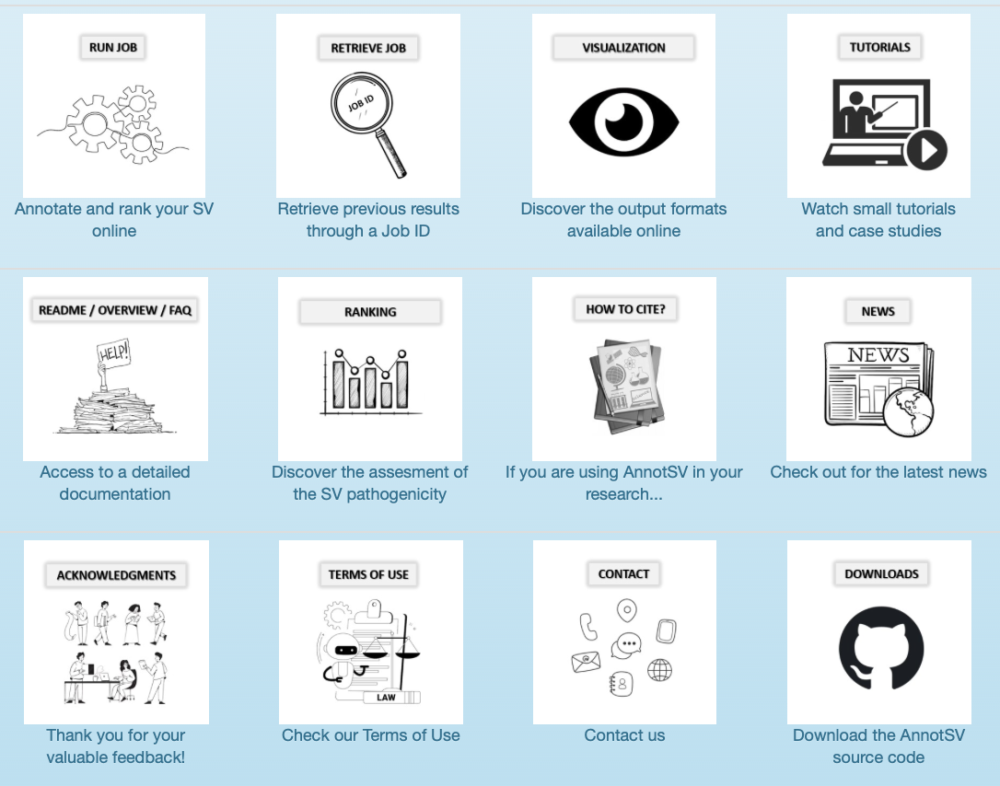 RUN JOB
RETRIEVE JOB
VISUALIZATION
TUTORIALS
JOB ID
Annotate and rank your SV
online
Retrieve previous results
through a Job ID
Discover the output formats
available online
Watch small tutorials
and case studies
README / OVERVIEW / FAQ
RANKING
HOW TO CITE?
NEWS
HELP!
NEWS
Access to a detailed
documentation
Discover the assesment of
the SV pathogenicity
If you are using AnnotSV in your
research...
Check out for the latest news
ACKNOWLEDGMENTS
TERMS OF USE
CONTACT
DOWNLOADS
LAW
Thank you for your
valuable feedback!
Check our Terms of Use
Contact us
Download the AnnotSV
source code